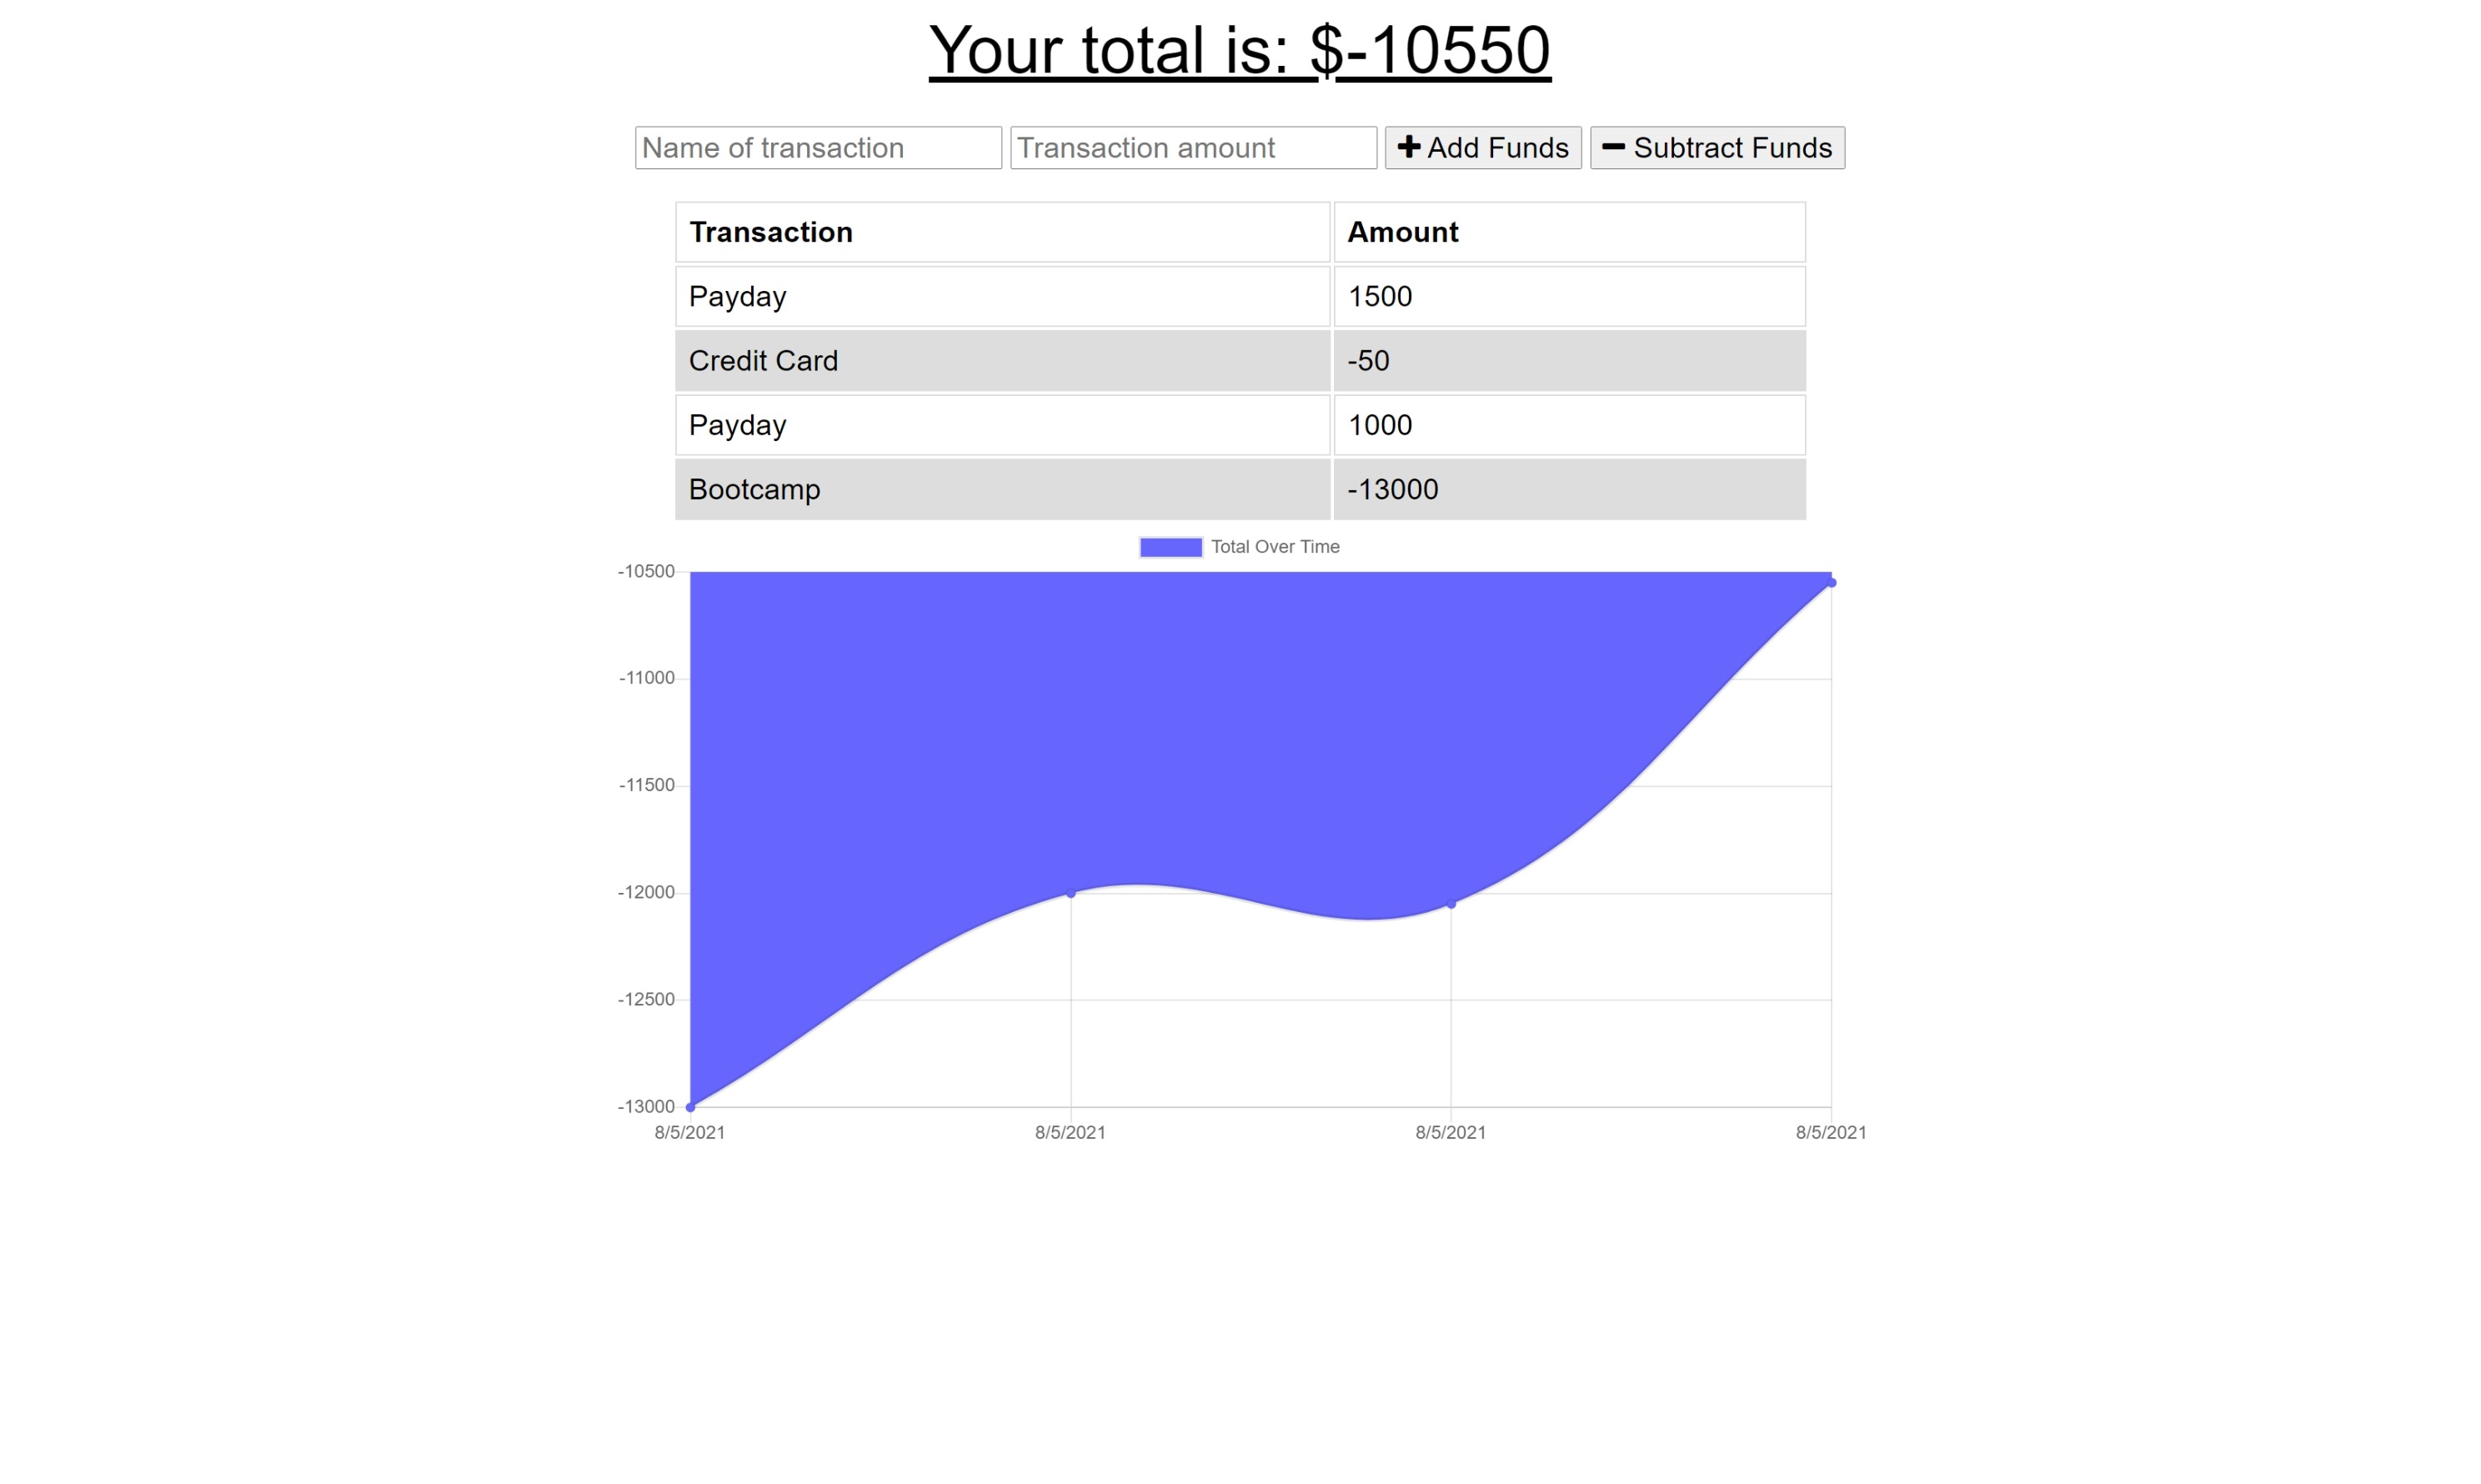 Your total is: $-10550
Name of transaction Transaction amount Add Funds Subtract Funds
Transaction Amount
Payday 1500
Credit Card -50
Payday 1000
Bootcamp -13000
Total Over Time
-10500
-11000
-11500
-12000
-12500
-13000
8/5/2021 8/5/2021 8/5/2021 8/5/2021